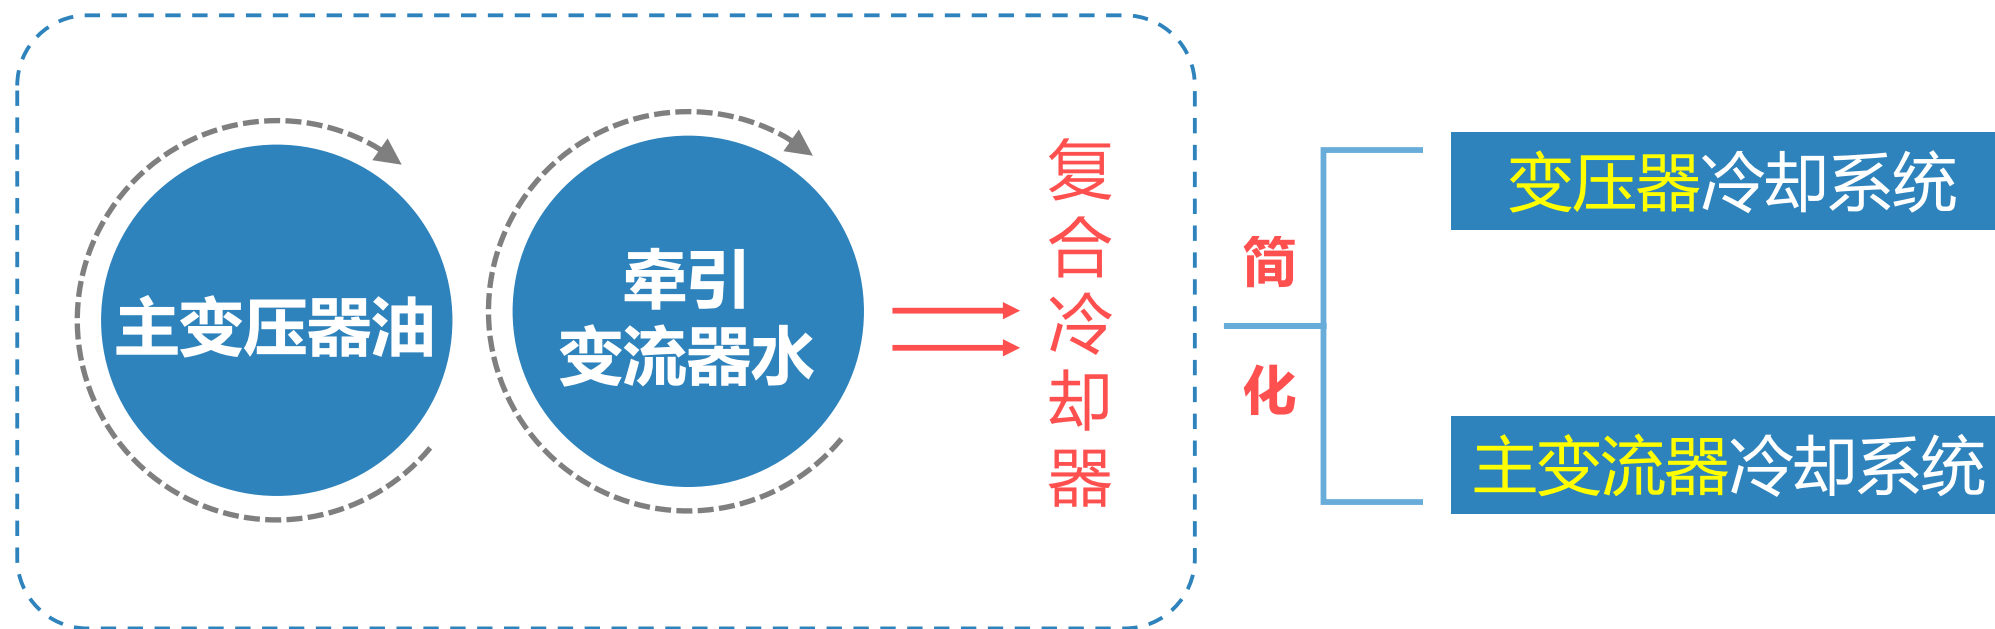 主变压器油
牵引
变流器水
复合冷却器
简化
变压器冷却系统
主变流器冷却系统